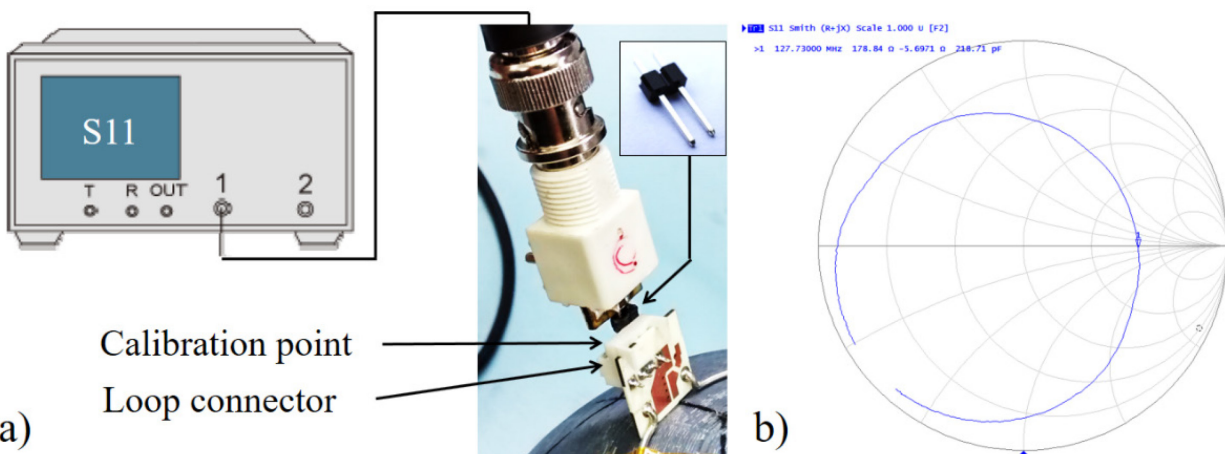 S11
T R OUT 1 2
Calibration point
Loop connector
a)
Tr1 S11 Smith (R+jX) Scale 1.000 U [F2]
>1 127.73000 MHz 178.84 Ω -5.6971 Ω 218.71 pF
b)